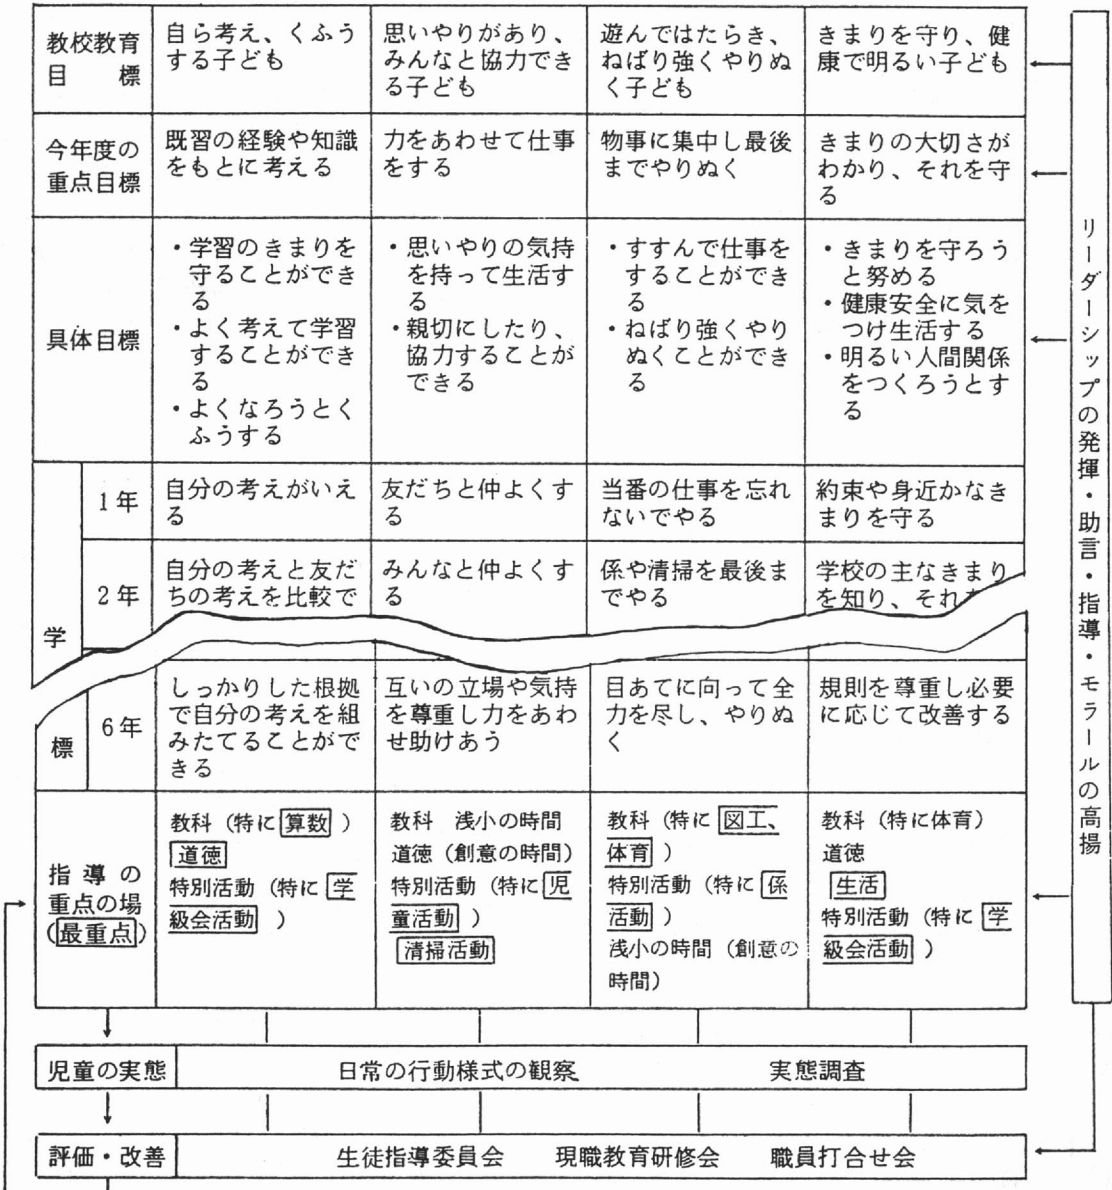 教校教育
目　標
自ら考え、くふう
する子ども
思いやりがあり、
みんなと協力でき
る子ども
遊んではたらき、
ねばり強くやりぬ
く子ども
きまりを守り、健
康で明るい子ども
今年度の
重点目標
既習の経験や知識
をもとに考える
力をあわせて仕事
をする
物事に集中し最後
までやりぬく
きまりの大切さが
わかり、それを守
る
具体目標
・学習のきまりを
守ることができ
る
・よく考えて学習
することができ
る
・よくなろうとく
ふうする
・思いやりの気持
を持って生活す
る
・親切にしたり、
協力することが
できる
・すすんで仕事を
することができ
る
・ねばり強くやり
ぬくことができ
る
・きまりを守ろう
と努める
・健康安全に気を
つけ生活する
・明るい人間関係
をつくろうとす
る
学
1年
自分の考えがいえ
る
友だちと仲よくす
る
当番の仕事を忘れ
ないでやる
約束や身近かなき
まりを守る
2年
自分の考えと友だ
ちの考えを比較で
みんなと仲よくす
る
係や清掃を最後ま
でやる
学校の主なきまり
を知り、それ
標
6年
しっかりした根拠
で自分の考えを組
みたてることがで
きる
互いの立場や気持
を尊重し力をあわ
せ助けあう
目あてに向って全
力を尽し、やりぬ
く
規則を尊重し必要
に応じて改善する
指導の
重点の場
(最重点)
教科（特に算数）
道徳
特別活動（特に学
級会活動）
教科　浅小の時間
道徳（創意の時間）
特別活動（特に児
童活動）
清掃活動
教科（特に図工、
体育）
特別活動（特に係
活動）
浅小の時間（創意の
時間）
教科（特に体育）
道徳
生活
特別活動（特に学
級会活動）
児童の実態
日常の行動様式の観察　実態調査
評価・改善
生徒指導委員会　現職教育研修会　職員打合せ会
リーダーシップの発揮・助言・指導・モラールの高揚